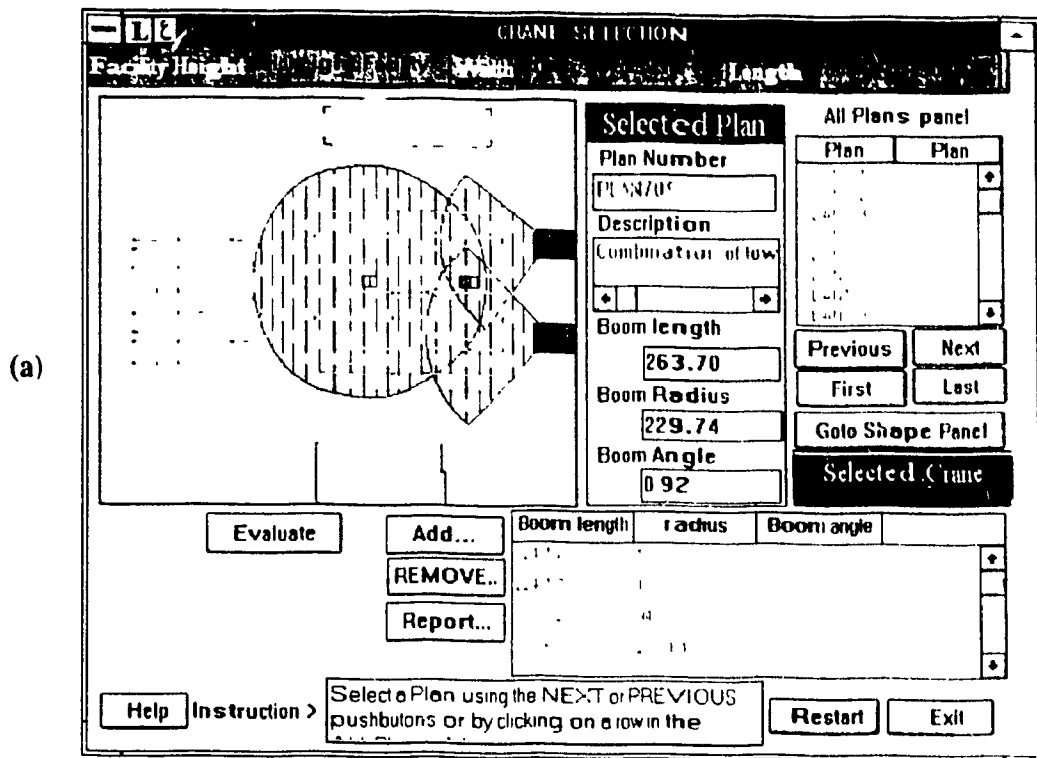 CRANE SELECTION
Facility Height Width Length
Selected Plan
Plan Number
Description
Combination of low
Boom length
263.70
Boom Radius
229.74
Boom Angle
0.92
All Plans panel
Plan Plan
Previous Next
First Last
Goto Shape Panel
Selected Crane
(a)
Evaluate
Add...
REMOVE..
Report...
Boom length radius Boom angle
Help
Instruction >
Select a Plan using the NEXT or PREVIOUS
pushbutons or by clicking on a row in the
Restart Exit